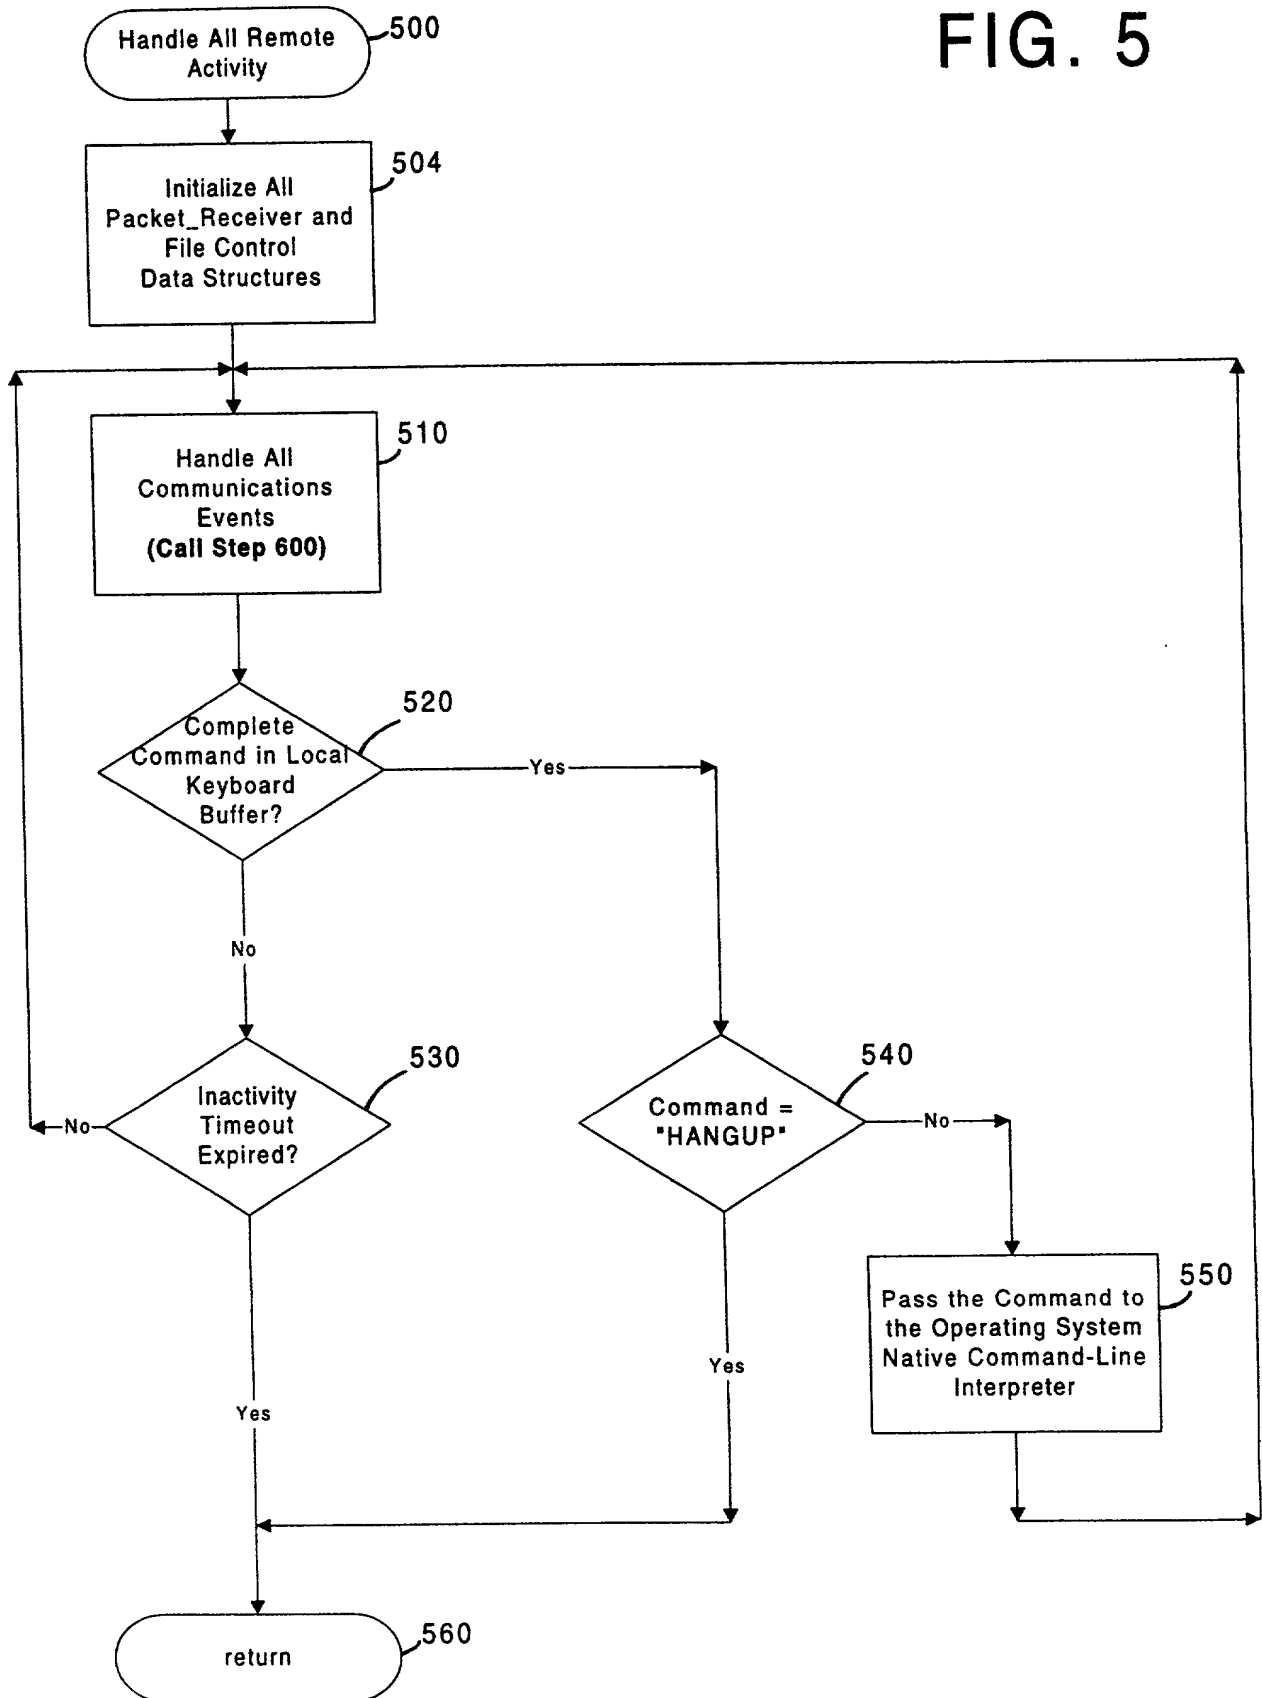 FIG. 5
Handle All Remote
Activity
500
504
Initialize All
Packet_Receiver and
File Control
Data Structures
510
Handle All
Communications
Events
(Call Step 600)
520
Complete
Command in Local
Keyboard
Buffer?
Yes
No
530
Inactivity
Timeout
Expired?
No
540
Command =
"HANGUP"
No
550
Pass the Command to
the Operating System
Native Command-Line
Interpreter
Yes
Yes
560
return